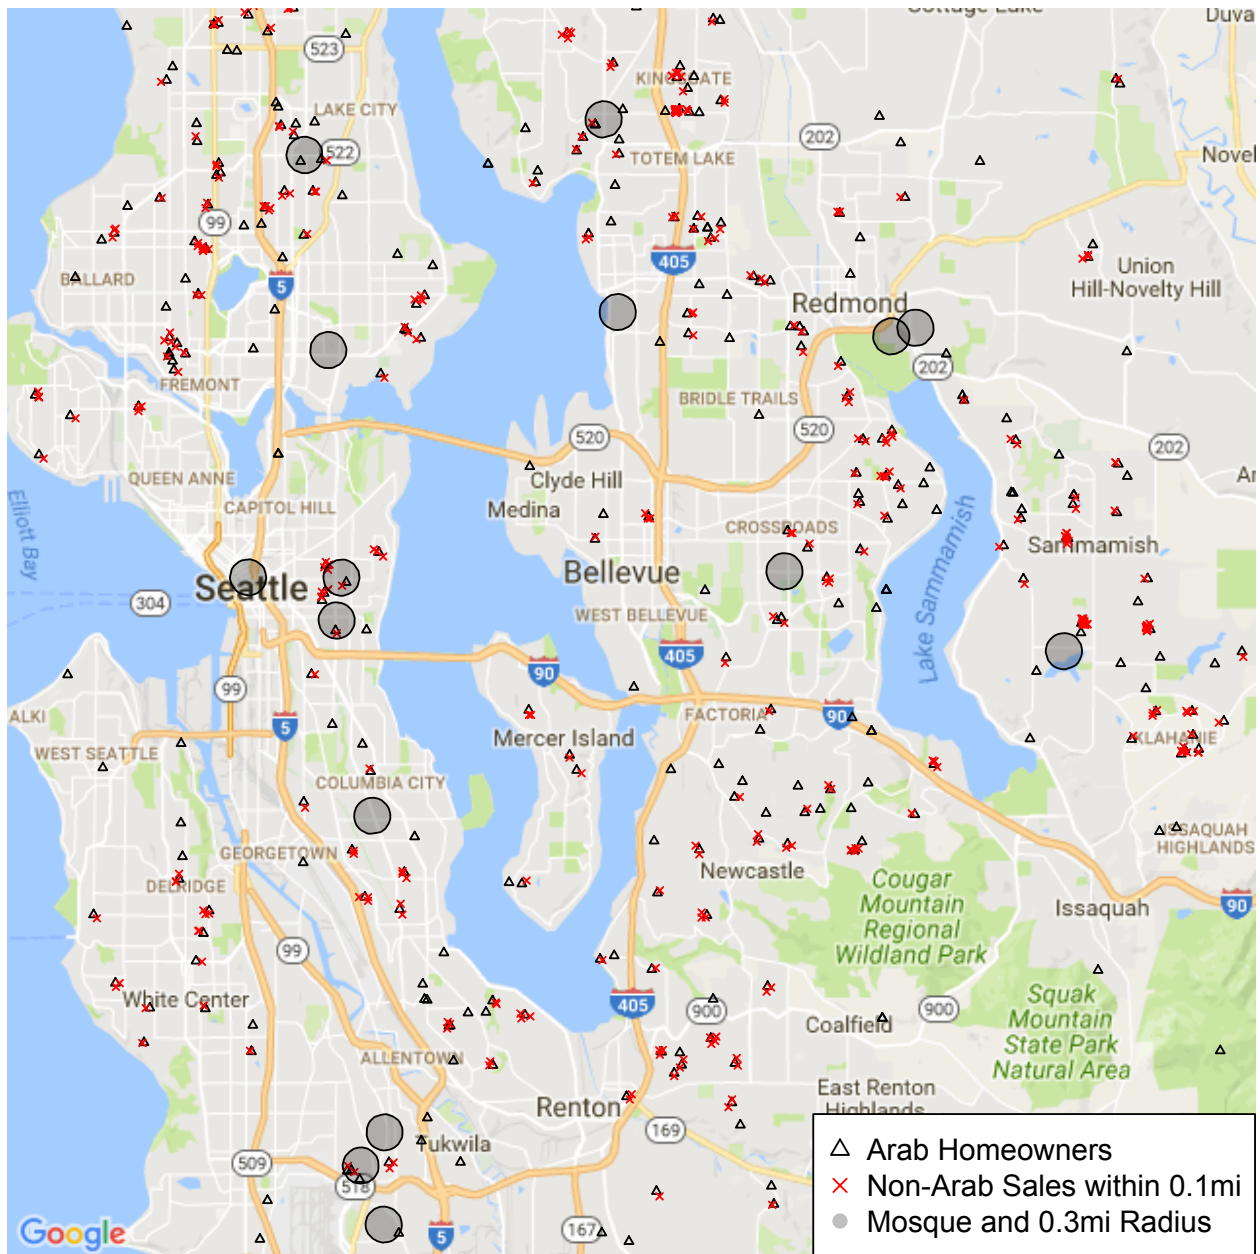 Cottage Lake
Duva
523
KINGSGATE
LAKE CITY
202
522
TOTEM LAKE
Novel
99
405
BALLARD
5
Union
Hill-Novelty Hill
Redmond
202
FREMONT
BRIDLE TRAILS
520
520
202
QUEEN ANNE
Clyde Hill
Ar
CAPITOL HILL
Medina
Elliott Bay
CROSSROADS
Sammamish
Seattle
Bellevue
304
WEST BELLEVUE
Lake Sammamish
405
90
99
ALKI
5
FACTORIA
90
WEST SEATTLE
Mercer Island
KLAHANIE
COLUMBIA CITY
ISSAQUAH
HIGHLANDS
GEORGETOWN
Newcastle
DELRIDGE
Cougar
Mountain
Regional
Wildland Park
Issaquah
90
99
White Center
405
900
Coalfield
900
Squak
Mountain
State Park
Natural Area
ALLENTOWN
East Renton
Highlands
Renton
169
Tukwila
509
518
167
5
Google
Arab Homeowners
Non-Arab Sales within 0.1mi
Mosque and 0.3mi Radius